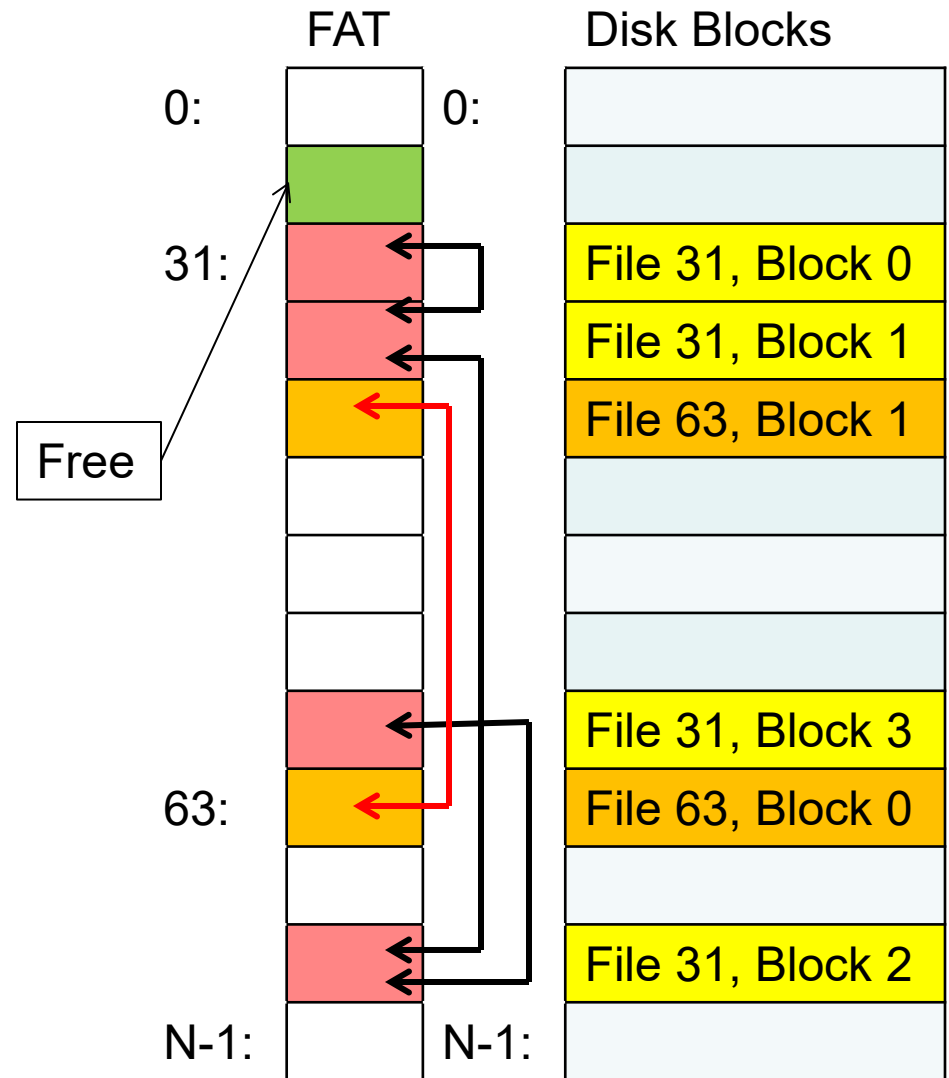 FAT Disk Blocks
0: 0:
31: File 31, Block 0
File 31, Block 1
File 63, Block 1
Free
File 31, Block 3
63: File 63, Block 0
File 31, Block 2
N-1: N-1: